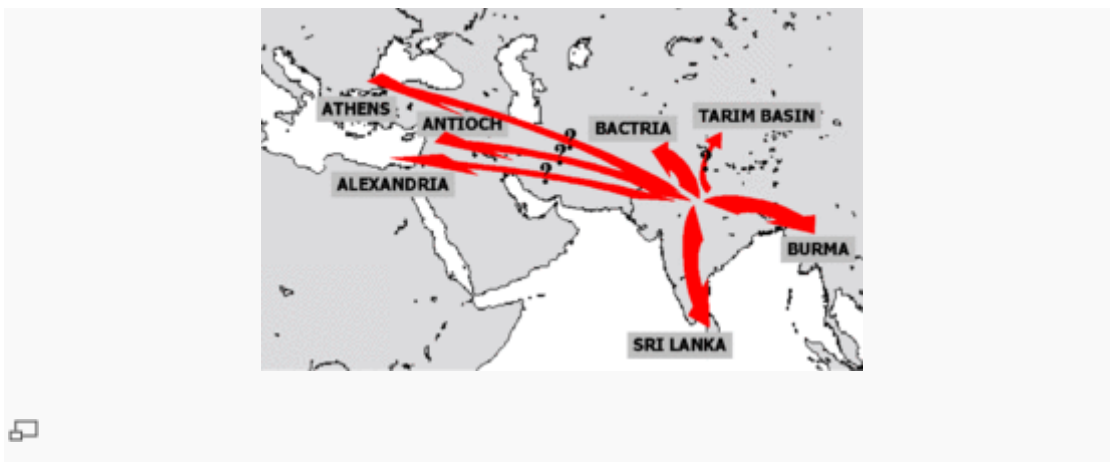 ATHENS
ANTIOCH
BACTRIA
TARIM BASIN
?
?
?
?
ALEXANDRIA
BURMA
SRI LANKA